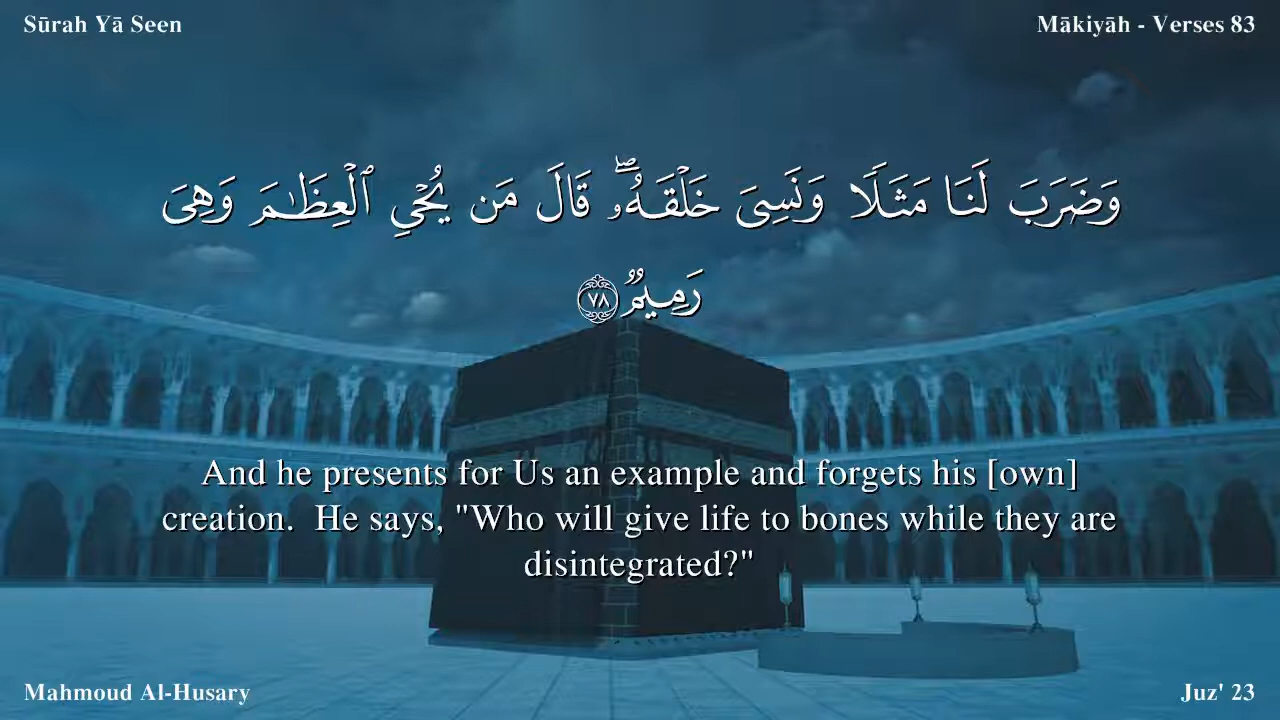 Sūrah Yā Seen
Mākiyāh - Verses 83
وَضَرَبَ لَنَا مَثَلًا وَنَسِىَ خَلْقَهُۥ ۖ قَالَ مَن يُحْىِ ٱلْعِظَـٰمَ وَهِىَ
رَمِيمٌ ٧٨
And he presents for Us an example and forgets his [own]
creation.  He says, "Who will give life to bones while they are
disintegrated?"
Mahmoud Al-Husary
Juz' 23